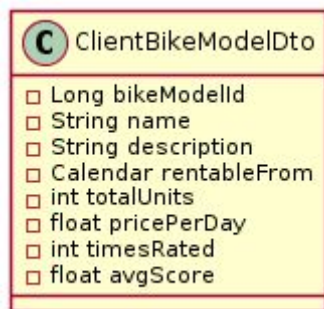 C ClientBikeModelDto
Long bikeModelId
String name
String description
Calendar rentableFrom
int totalUnits
float pricePerDay
int timesRated
float avgScore